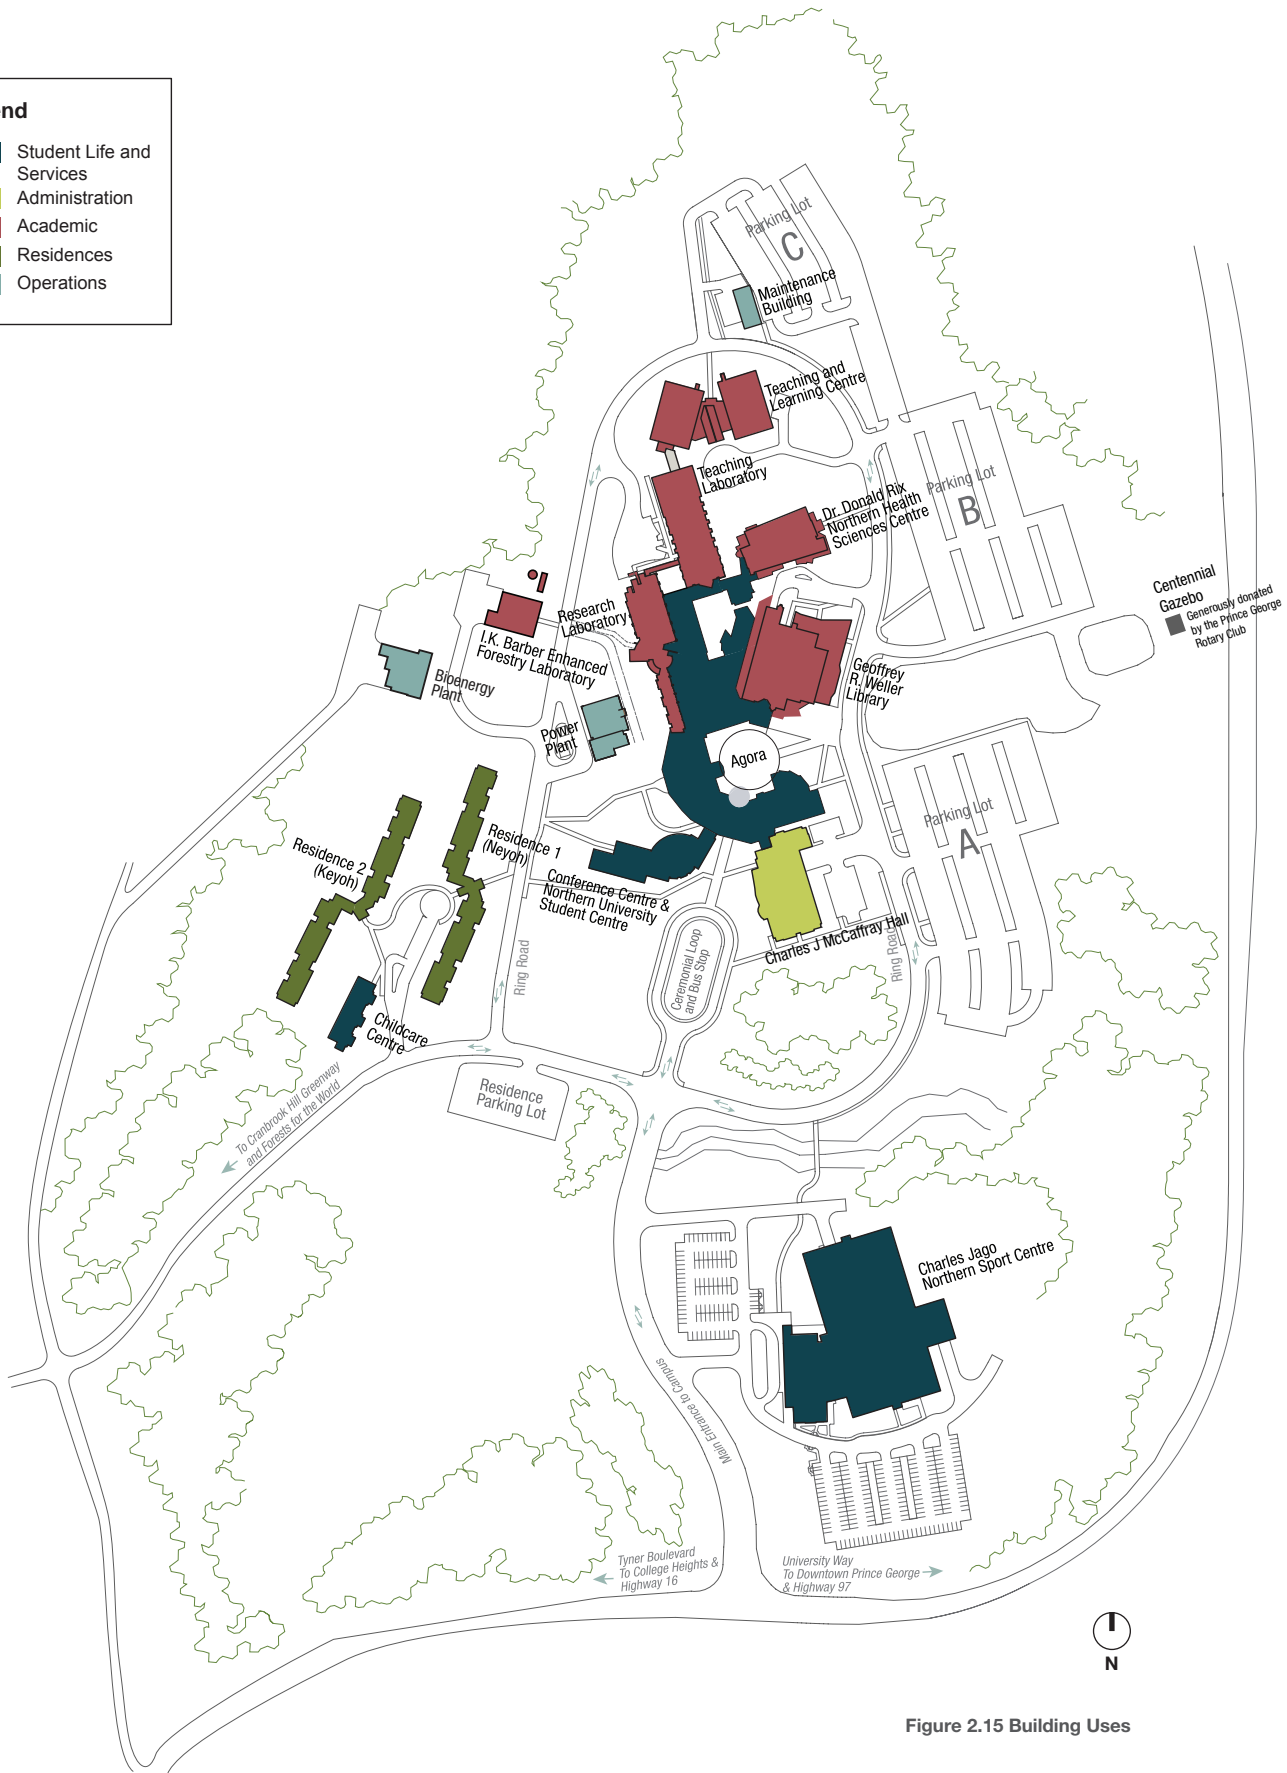 nd
Student Life and
Services
Administration
Academic
Residences
Operations
Parking Lot
C
Maintenance
Building
Teaching and
Learning Centre
Teaching
Laboratory
Dr. Donald Rix
Northern Health
Sciences Centre
Parking Lot
B
Centennial
Gazebo
Generously donated
by the Prince George
Rotary Club
Research
Laboratory
I.K. Barber Enhanced
Forestry Laboratory
Geoffrey
R. Weller
Library
Bioenergy
Plant
Power
Plant
Agora
Parking Lot
A
Residence 1
(Neyoh)
Residence 2
(Keyoh)
Conference Centre &
Northern University
Student Centre
Charles J McCaffray Hall
Ring Road
Ring Road
Ceremonial Loop
and Bus Stop
Childcare
Centre
To Cranbrook Hill Greenway
and Forests for the World
Residence
Parking Lot
Charles Jago
Northern Sport Centre
Main Entrance to Campus
Tyner Boulevard
To College Heights &
Highway 16
University Way
To Downtown Prince George
& Highway 97
N
Figure 2.15 Building Uses